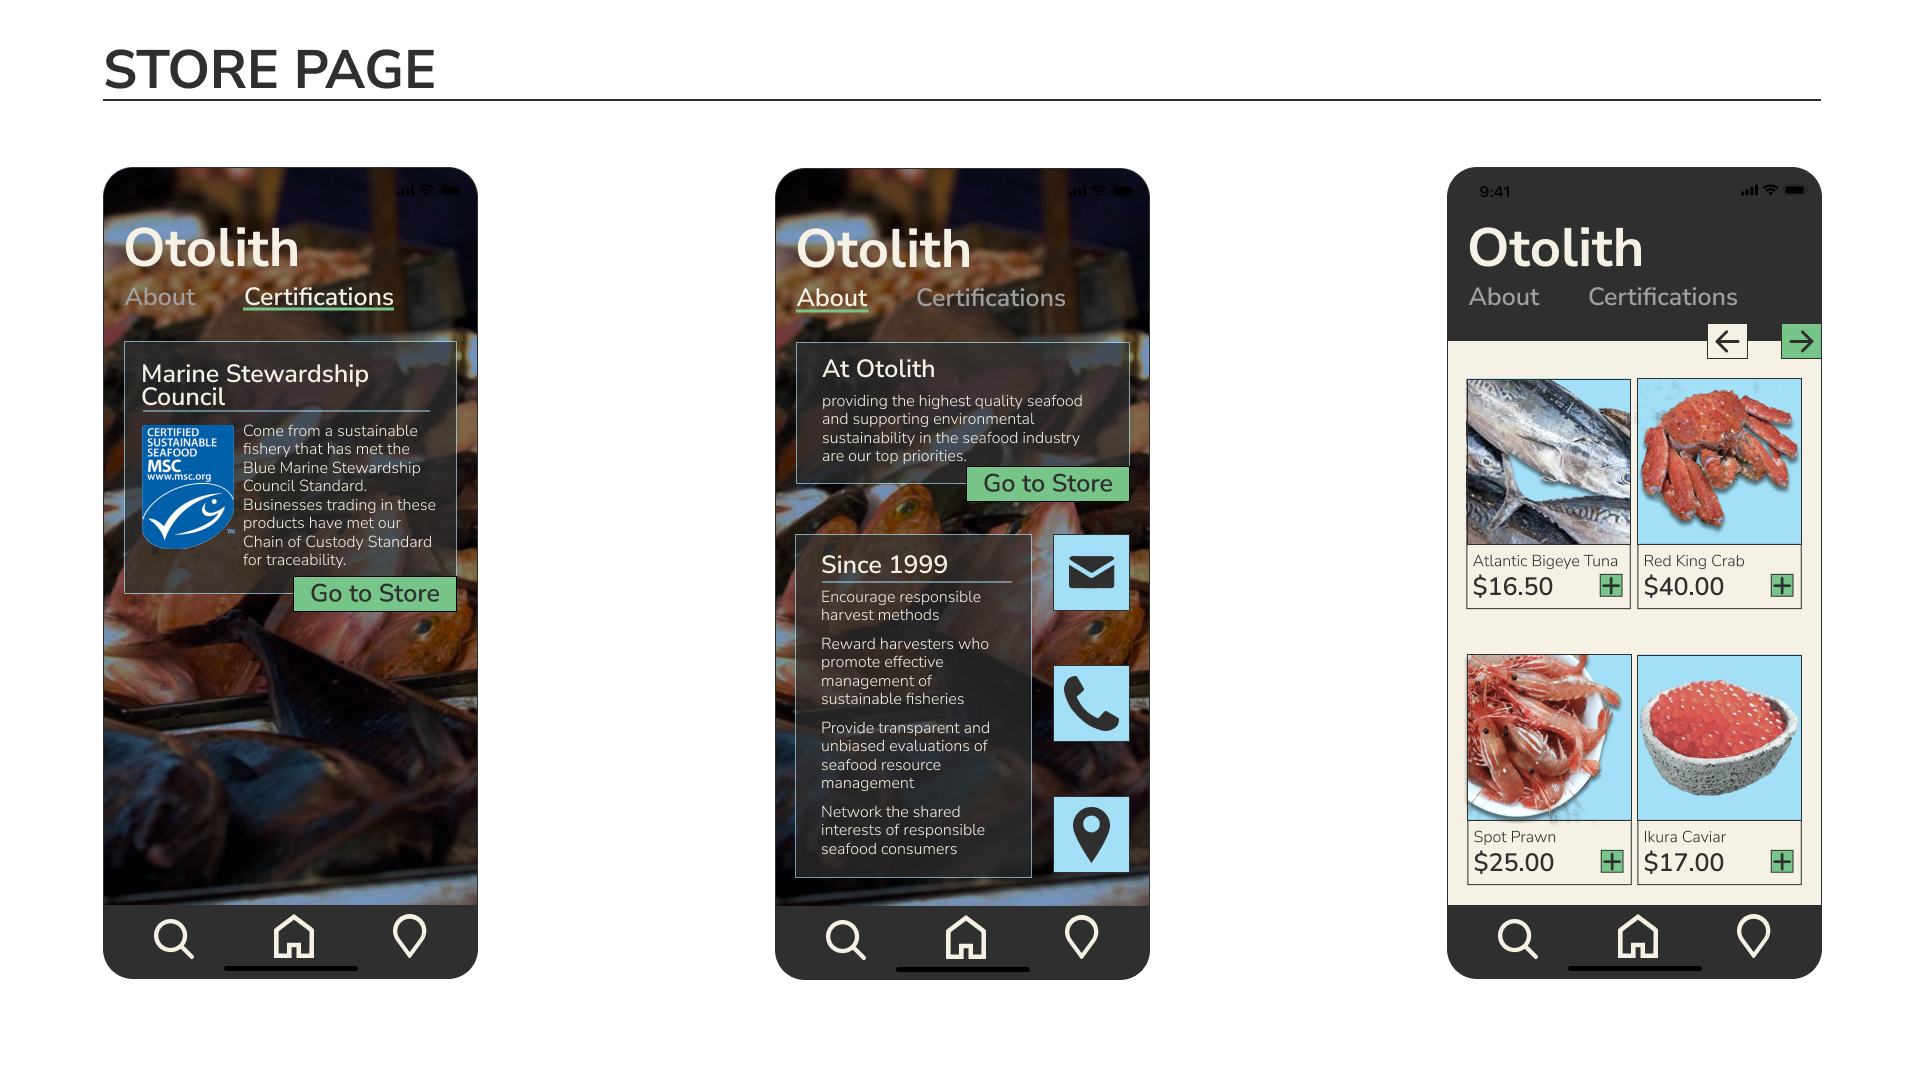 STORE PAGE
9:41
Otolith
About Certifications
Marine Stewardship
Council
CERTIFIED
SUSTAINABLE
SEAFOOD
MSC
www.msc.org
TM
Come from a sustainable
fishery that has met the
Blue Marine Stewardship
Council Standard.
Businesses trading in these
products have met our
Chain of Custody Standard
for traceability.
Go to Store
9:41
Otolith
About Certifications
At Otolith
providing the highest quality seafood
and supporting environmental
sustainability in the seafood industry
are our top priorities.
Go to Store
Since 1999
Encourage responsible
harvest methods
Reward harvesters who
promote effective
management of
sustainable fisheries
Provide transparent and
unbiased evaluations of
seafood resource
management
Network the shared
interests of responsible
seafood consumers
9:41
Otolith
About Certifications
Atlantic Bigeye Tuna
$16.50
Red King Crab
$40.00
Spot Prawn
$25.00
Ikura Caviar
$17.00